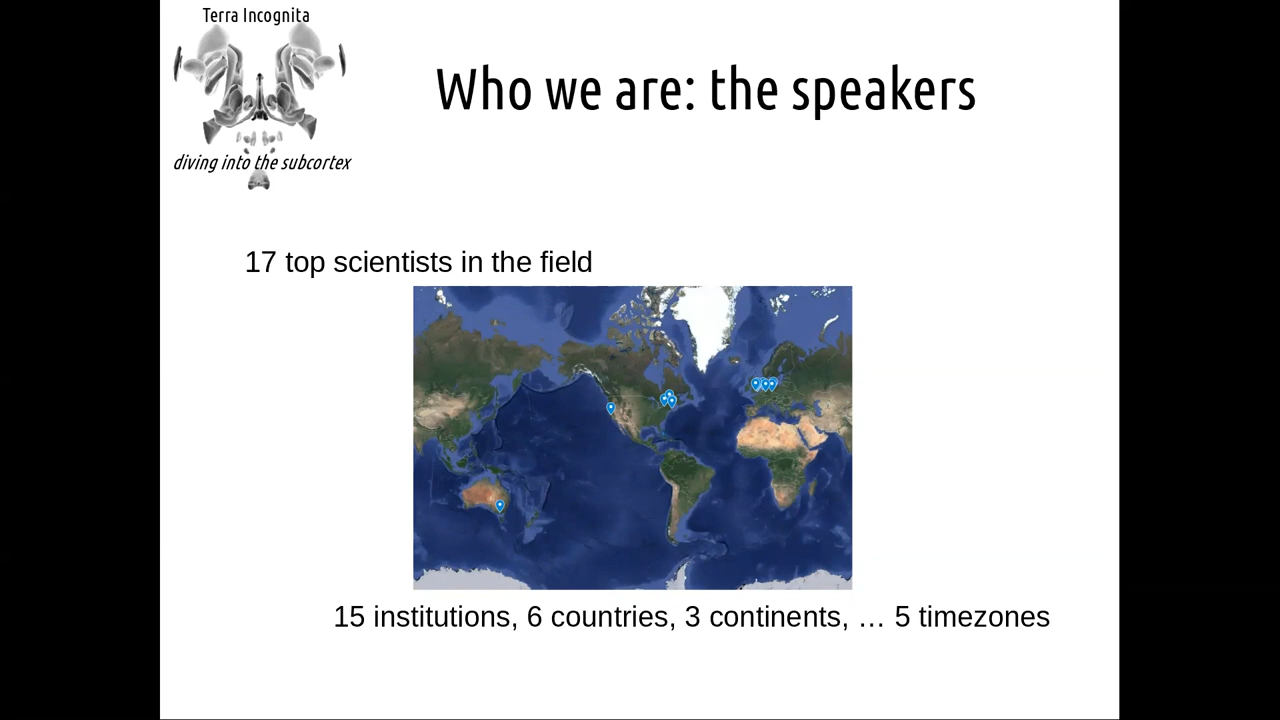 Terra Incognita
diving into the subcortex
Who we are: the speakers
17 top scientists in the field
15 institutions, 6 countries, 3 continents, … 5 timezones